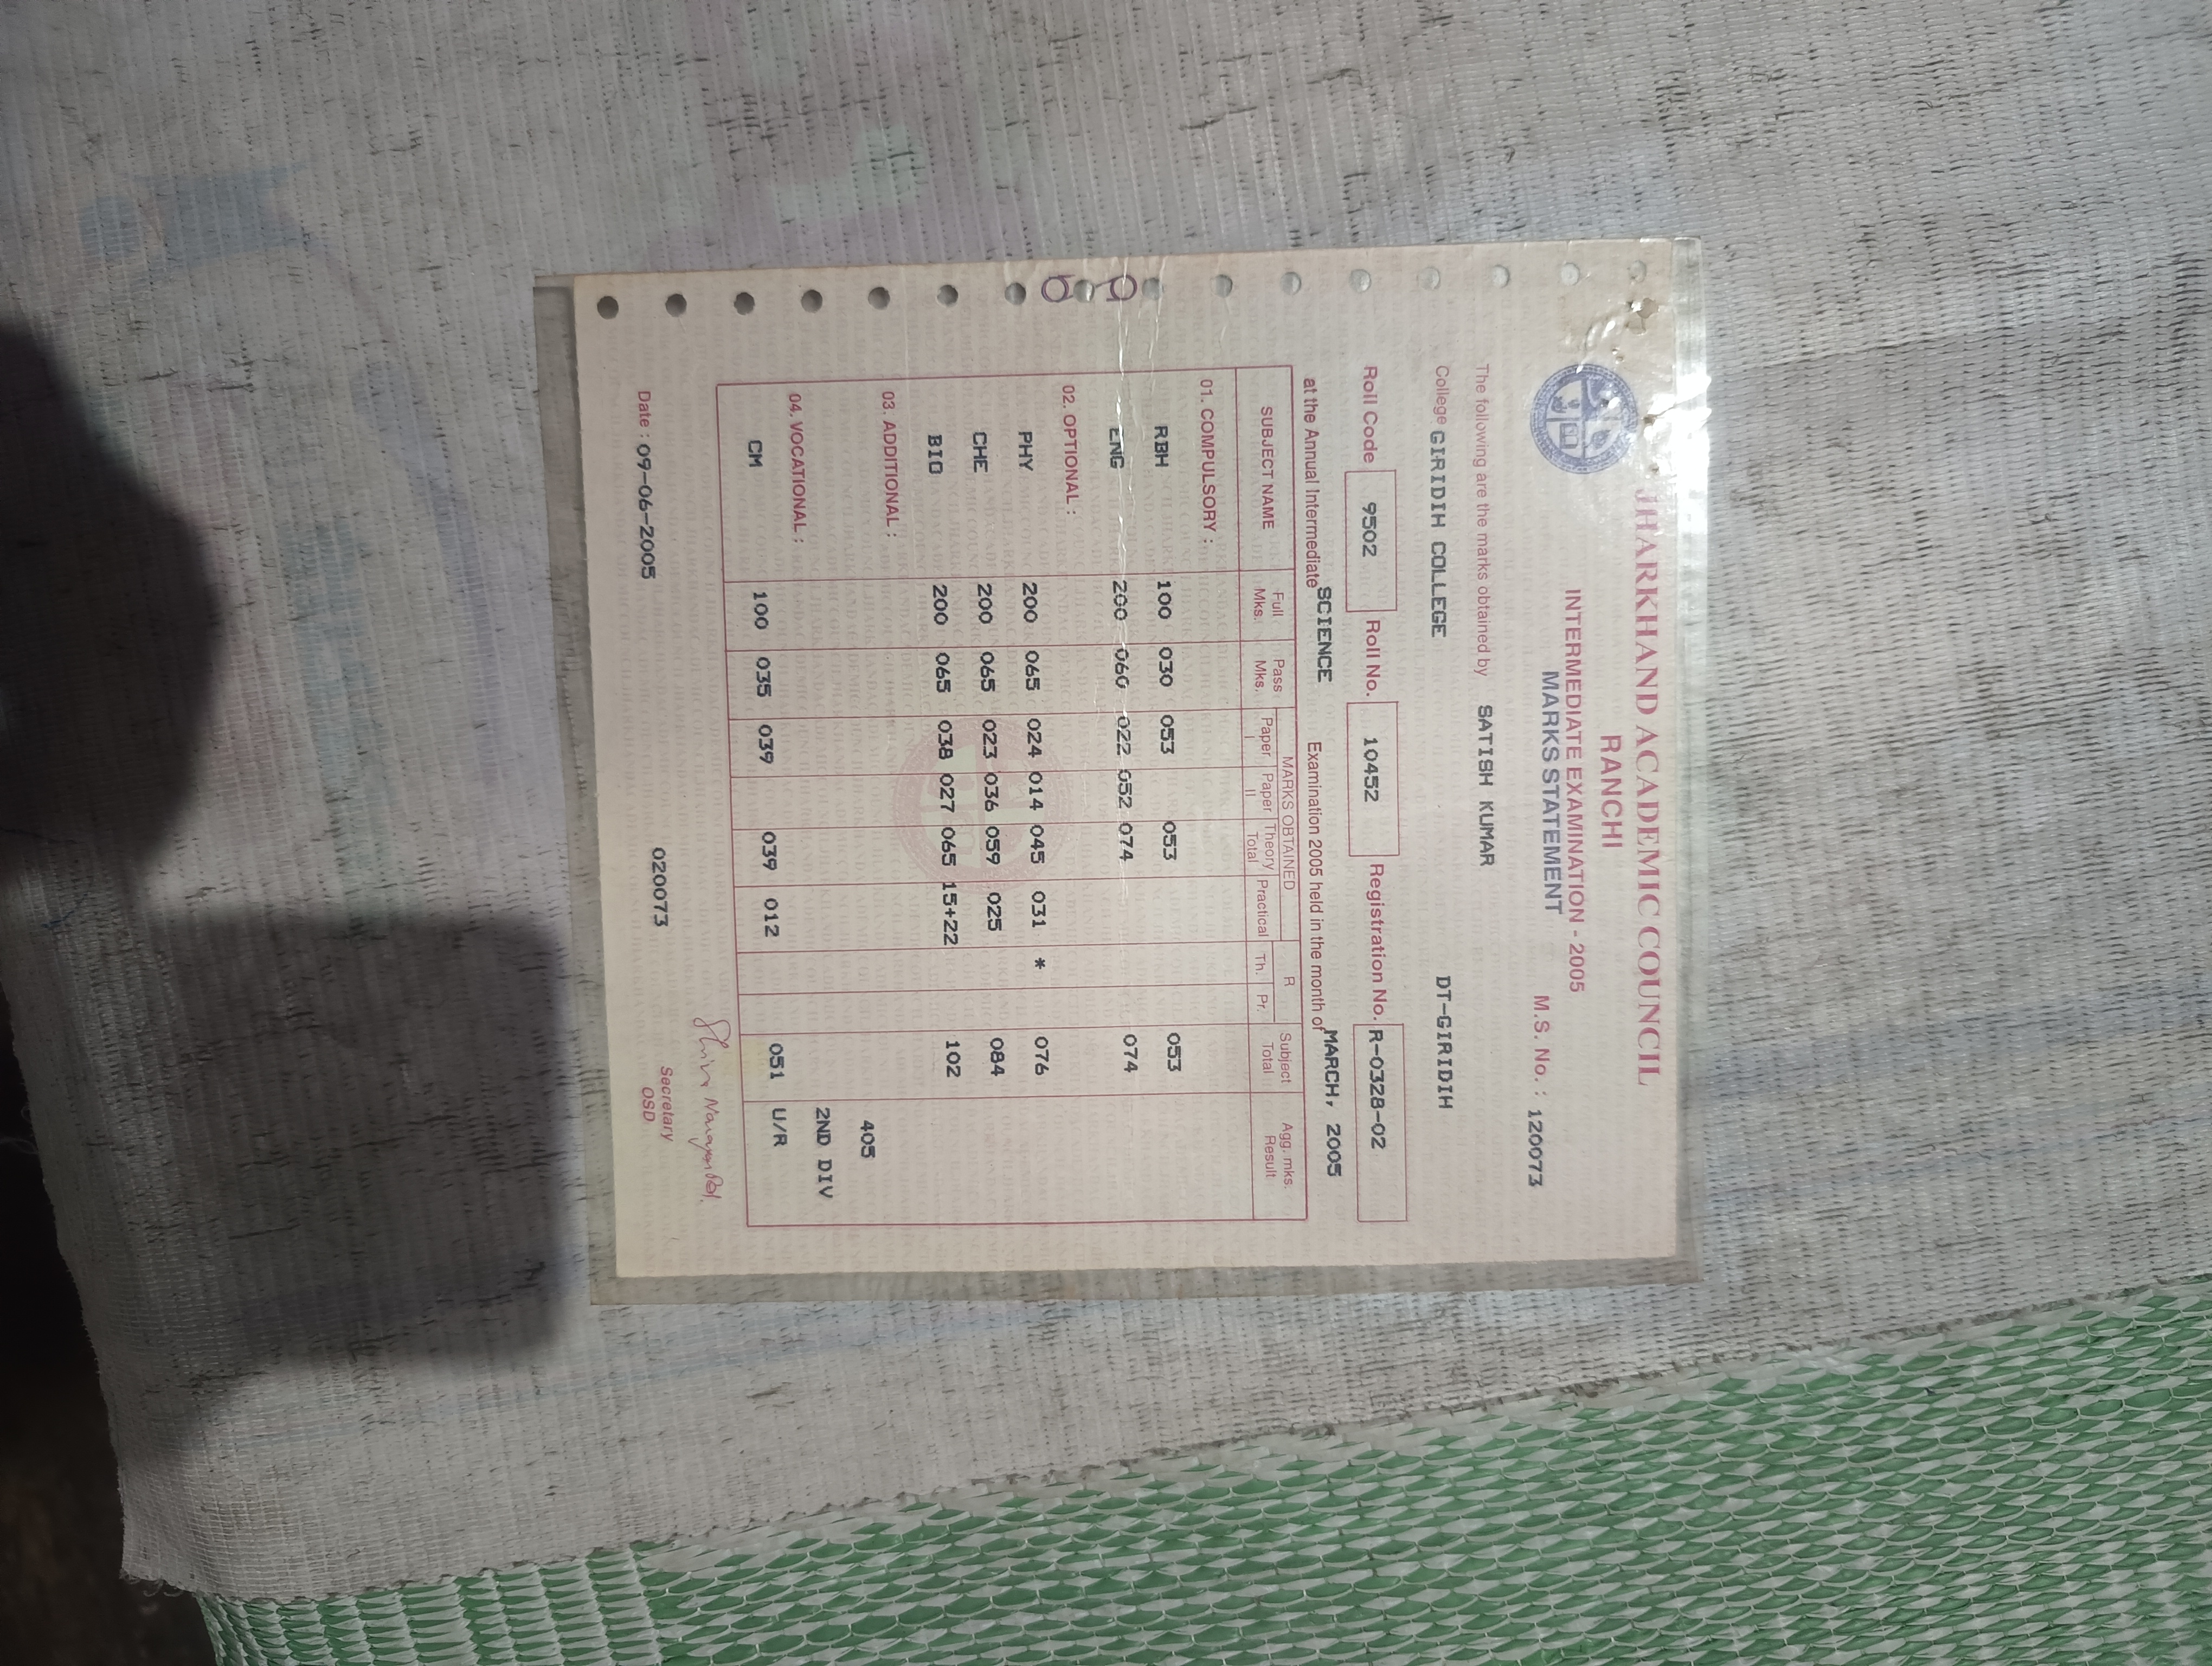 JHARKHAND ACADEMIC COUNCIL
RANCHI
INTERMEDIATE EXAMINATION - 2005
MARKS STATEMENT
M.S. No. : 120073
The following are the marks obtained by SATISH KUMAR
College GIRIDIH COLLEGE DT-GIRIDIH
Roll Code 9502 Roll No. 10452 Registration No. R-0328-02
at the Annual Intermediate SCIENCE Examination 2005 held in the month of MARCH, 2005
SUBJECT NAME Full Mks. Pass Mks. MARKS OBTAINED Paper I Paper II Theory Total Practical R Th. Pr. Subject Total Agg. mks. Result
01. COMPULSORY :
RBH 100 030 053 053 053
ENG 200 060 022 052 074 074
02. OPTIONAL :
PHY 200 065 024 014 045 031 * 076
CHE 200 065 023 036 059 025 084
BIO 200 065 038 027 065 15+22 102
03. ADDITIONAL :
405
04. VOCATIONAL :
2ND DIV
CM 100 035 039 039 012 051 U/R
Date : 09-06-2005 020073
Secretary
OSD